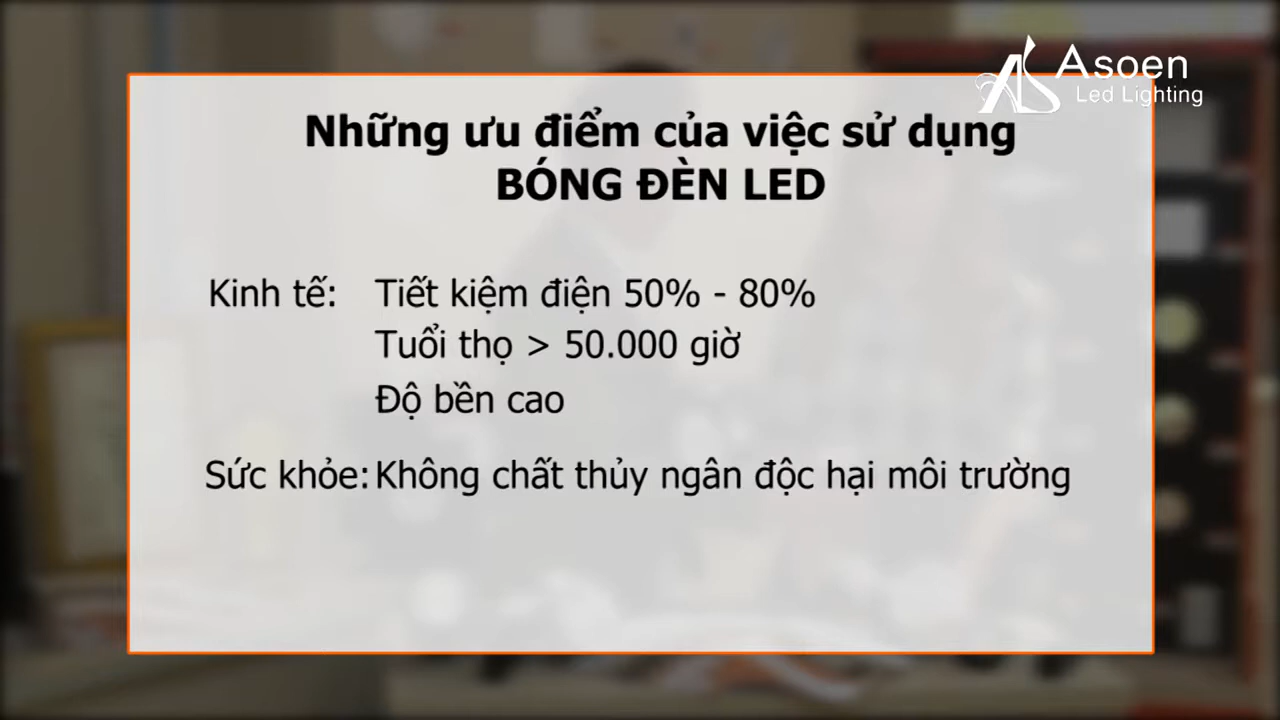 Asoen
Led Lighting
Những ưu điểm của việc sử dụng
BÓNG ĐÈN LED
Kinh tế: Tiết kiệm điện 50% - 80%
Tuổi thọ > 50.000 giờ
Độ bền cao
Sức khỏe: Không chất thủy ngân độc hại môi trường